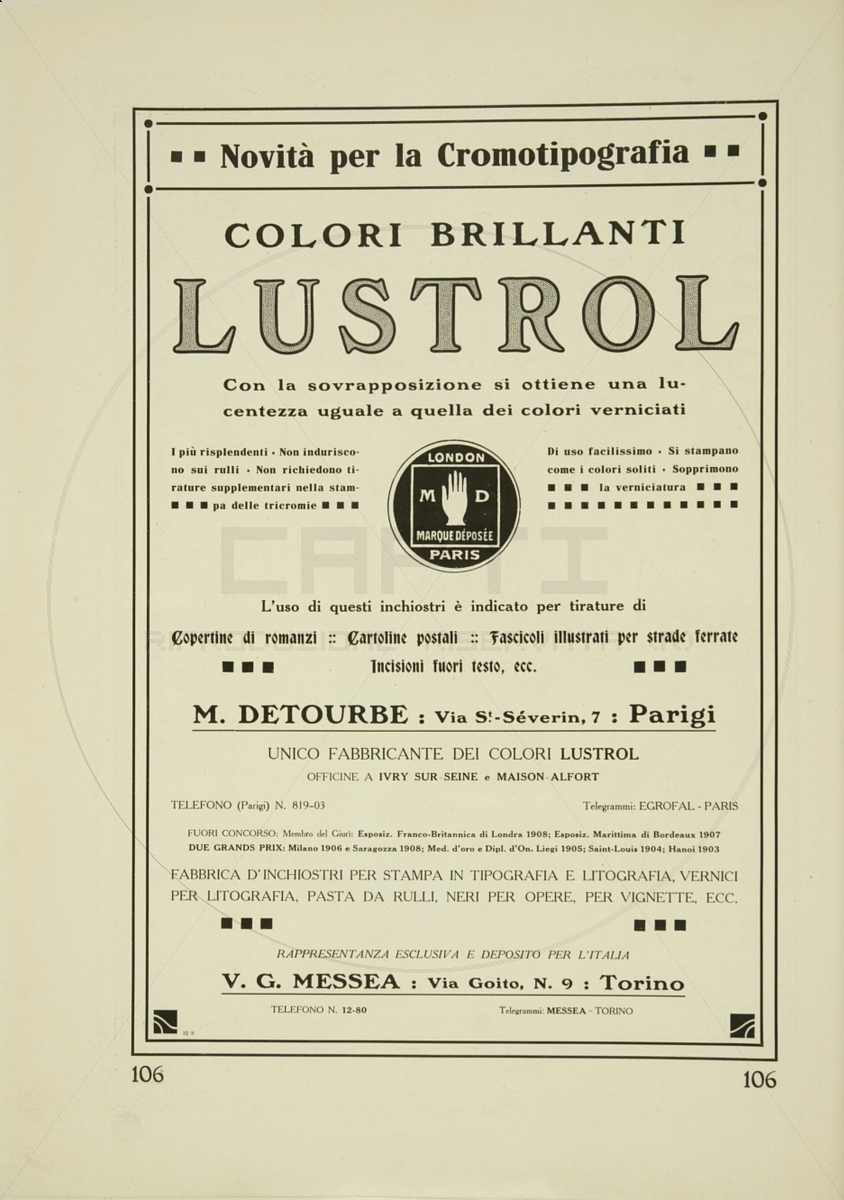 Novità per la Cromotipografia
COLORI BRILLANTI
LUSTROL
Con la sovrapposizione si ottiene una lu-
centezza uguale a quella dei colori verniciati
I più risplendenti · Non indurisco-
no sui rulli · Non richiedono ti-
rature supplementari nella stam-
pa delle tricromie
LONDON
M D
MARQUE DÉPOSÉE
PARIS
Di uso facilissimo · Si stampano
come i colori soliti · Sopprimono
la verniciatura
CAPTI
L'uso di questi inchiostri è indicato per tirature di
Copertine di romanzi :: Cartoline postali :: Fascicoli illustrati per strade ferrate
Incisioni fuori testo, ecc.
M. DETOURBE : Via St-Séverin, 7 : Parigi
UNICO FABBRICANTE DEI COLORI LUSTROL
OFFICINE A IVRY SUR-SEINE e MAISON-ALFORT
TELEFONO (Parigi) N. 819-03
Telegrammi: EGROFAL - PARIS
FUORI CONCORSO: Membro del Giurì: Esposiz. Franco-Britannica di Londra 1908; Esposiz. Marittima di Bordeaux 1907
DUE GRANDS PRIX: Milano 1906 e Saragozza 1908; Med. d'oro e Dipl. d'On. Liegi 1905; Saint-Louis 1904; Hanoi 1903
FABBRICA D'INCHIOSTRI PER STAMPA IN TIPOGRAFIA E LITOGRAFIA, VERNICI
PER LITOGRAFIA, PASTA DA RULLI, NERI PER OPERE, PER VIGNETTE, ECC.
RAPPRESENTANZA ESCLUSIVA E DEPOSITO PER L'ITALIA
V. G. MESSEA : Via Goito, N. 9 : Torino
TELEFONO N. 12-80
Telegrammi: MESSEA - TORINO
106
106